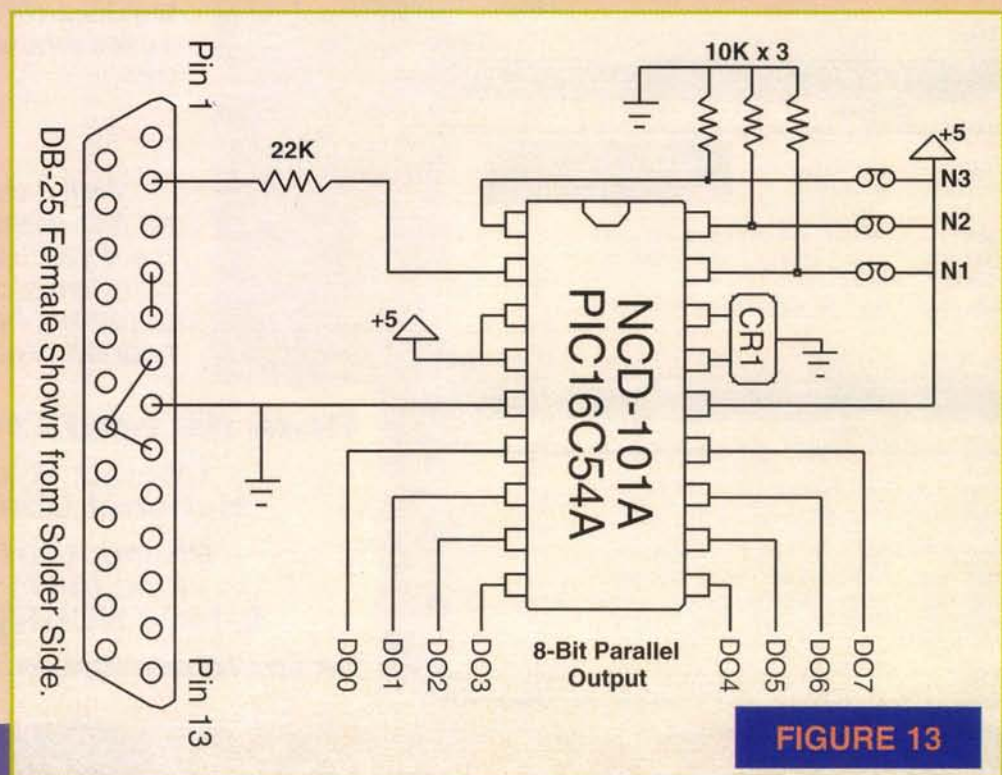 Pin 1
DB-25 Female Shown from Solder Side.
Pin 13
22K
10K x 3
+5
N3
N2
N1
+5
NCD-101A
PIC16C54A
CR1
DO0
DO1
DO2
DO3
8-Bit Parallel
Output
DO4
DO5
DO6
DO7
FIGURE 13